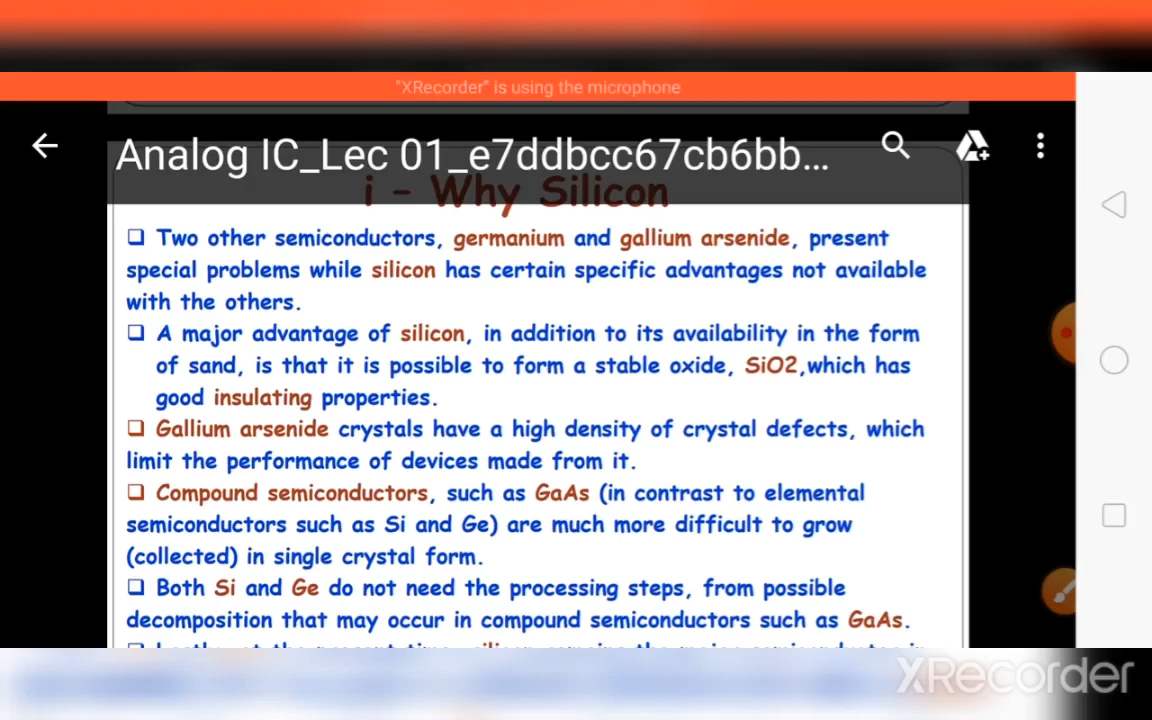 "XRecorder" is using the microphone
Analog IC_Lec 01_e7ddbcc67cb6bb...
i - Why Silicon
❑ Two other semiconductors, germanium and gallium arsenide, present
special problems while silicon has certain specific advantages not available
with the others.
❑ A major advantage of silicon, in addition to its availability in the form
of sand, is that it is possible to form a stable oxide, SiO2,which has
good insulating properties.
❑ Gallium arsenide crystals have a high density of crystal defects, which
limit the performance of devices made from it.
❑ Compound semiconductors, such as GaAs (in contrast to elemental
semiconductors such as Si and Ge) are much more difficult to grow
(collected) in single crystal form.
❑ Both Si and Ge do not need the processing steps, from possible
decomposition that may occur in compound semiconductors such as GaAs.
XRecorder